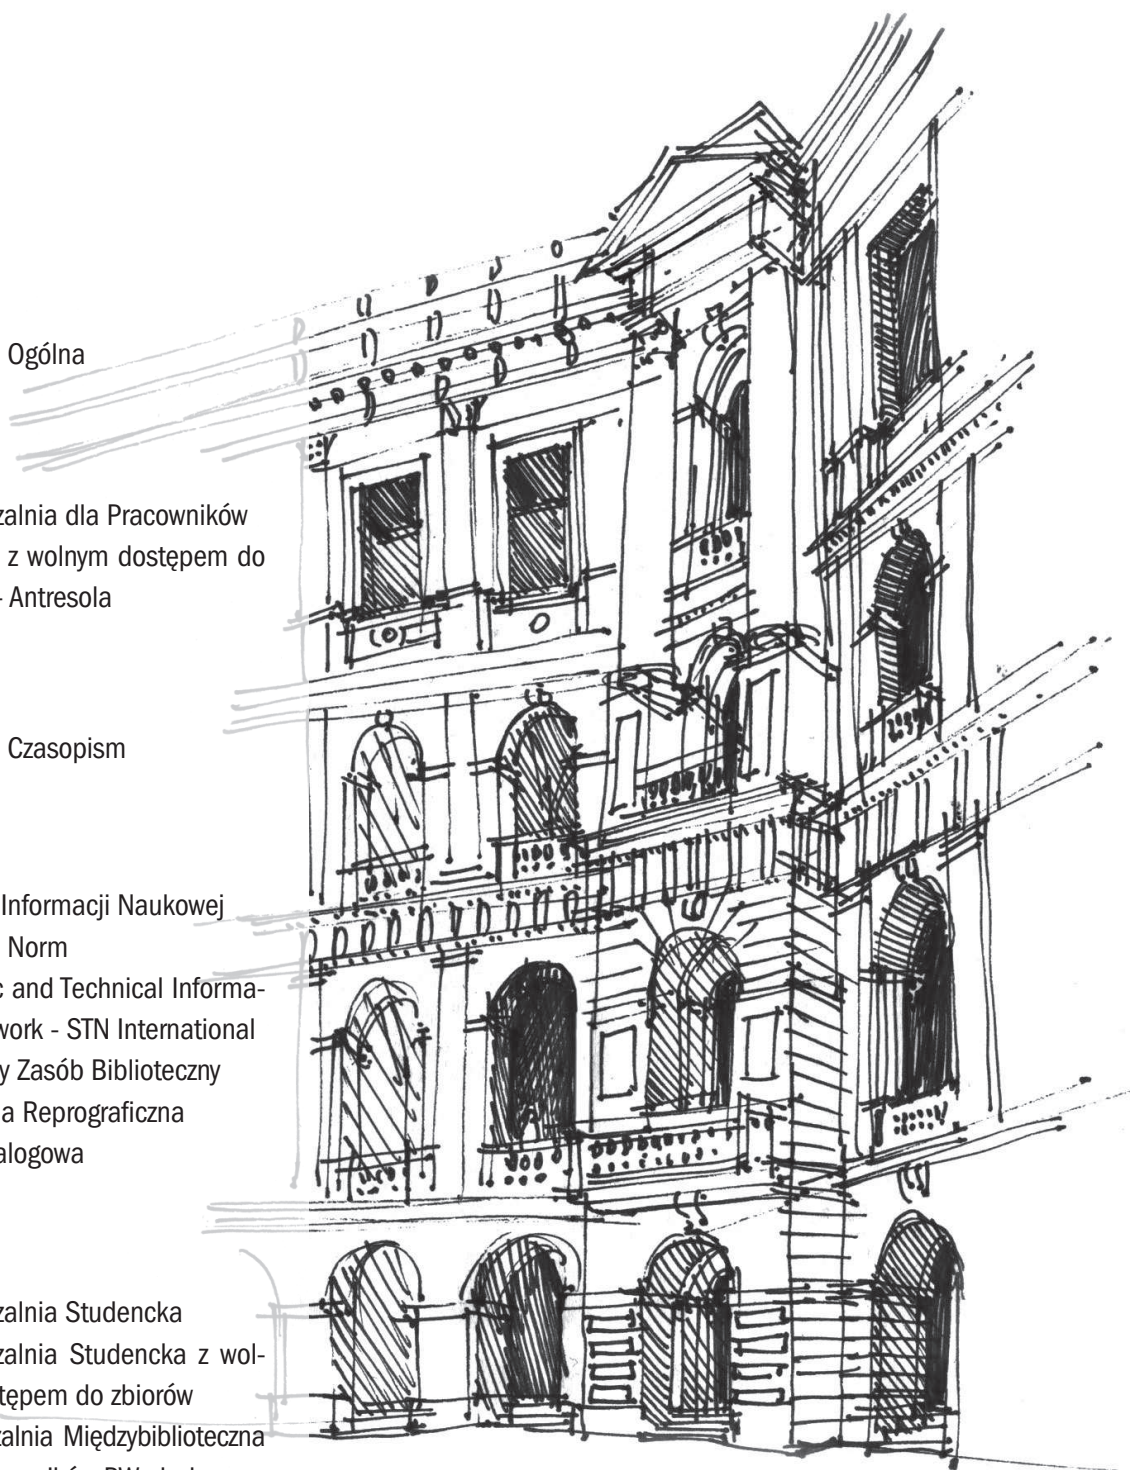 Ogólna
zalnia dla Pracowników
z wolnym dostępem do
- Antresola
Czasopism
Informacji Naukowej
Norm
c and Technical Informa-
work - STN International
y Zasób Biblioteczny
a Reprograficzna
alogowa
zalnia Studencka
zalnia Studencka z wol-
tępem do zbiorów
zalnia Międzybiblioteczna